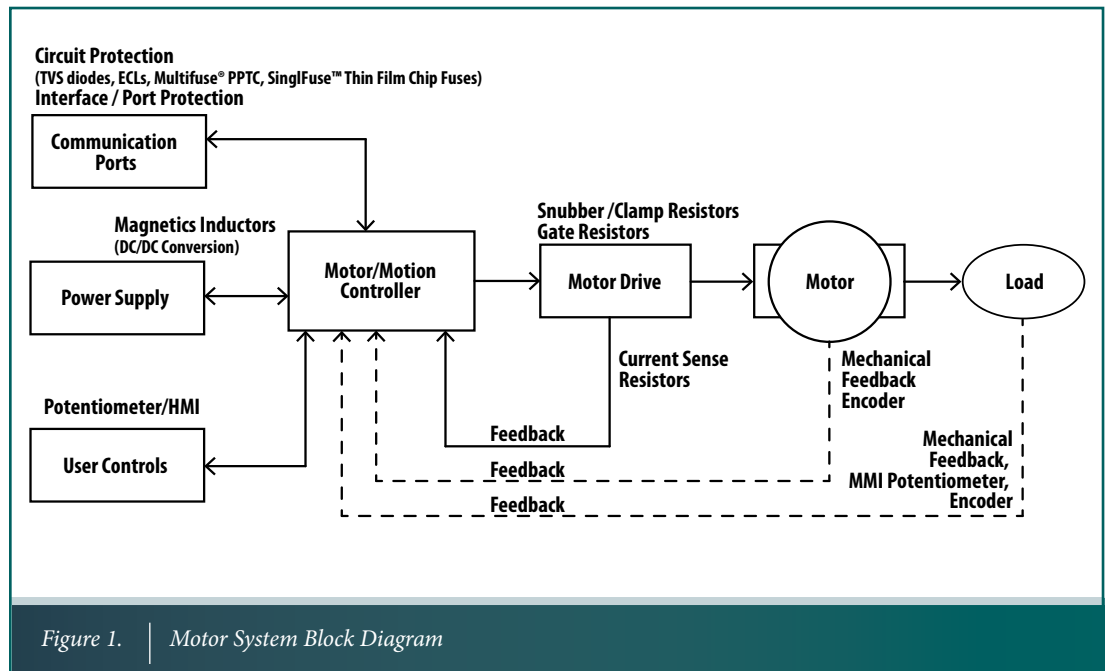 Circuit Protection
(TVS diodes, ECLs, Multifuse® PPTC, SinglFuse™ Thin Film Chip Fuses)
Interface / Port Protection
Communication
Ports
Magnetics Inductors
(DC/DC Conversion)
Power Supply
Potentiometer/HMI
User Controls
Motor/Motion
Controller
Snubber /Clamp Resistors
Gate Resistors
Motor Drive
Motor
Load
Current Sense
Resistors
Mechanical
Feedback
Encoder
Mechanical
Feedback,
MMI Potentiometer,
Encoder
Feedback
Feedback
Feedback
Figure 1. | Motor System Block Diagram